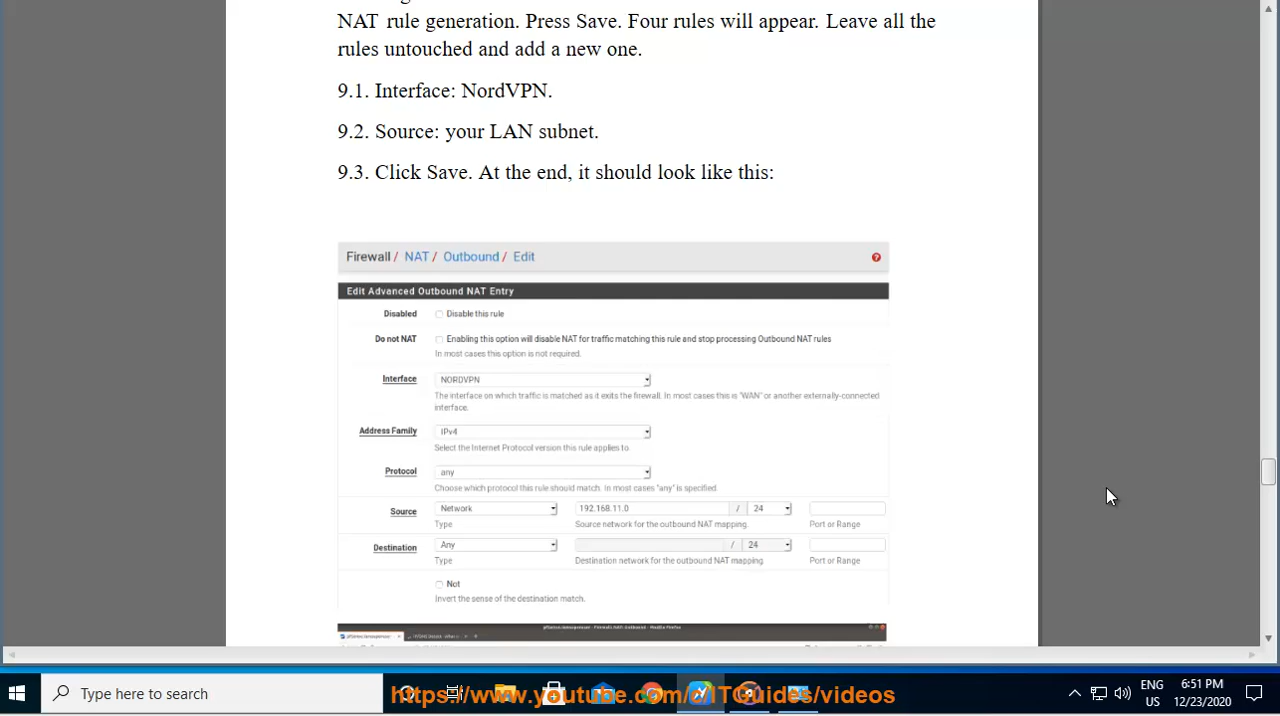 NAT rule generation. Press Save. Four rules will appear. Leave all the
rules untouched and add a new one.
9.1. Interface: NordVPN.
9.2. Source: your LAN subnet.
9.3. Click Save. At the end, it should look like this:
Firewall / NAT / Outbound / Edit
Edit Advanced Outbound NAT Entry
Disabled Disable this rule
Do not NAT Enabling this option will disable NAT for traffic matching this rule and stop processing Outbound NAT rules
In most cases this option is not required.
Interface NORDVPN
The interface on which traffic is matched as it exits the firewall. In most cases this is "WAN" or another externally-connected
interface.
Address Family IPv4
Select the Internet Protocol version this rule applies to.
Protocol any
Choose which protocol this rule should match. In most cases "any" is specified.
Source Network 192.168.11.0 / 24
Type Source network for the outbound NAT mapping. Port or Range
Destination Any / 24
Type Destination network for the outbound NAT mapping. Port or Range
Not
Invert the sense of the destination match.
Type here to search
https://www.youtube.com/@ITGuides/videos
ENG
US
6:51 PM
12/23/2020